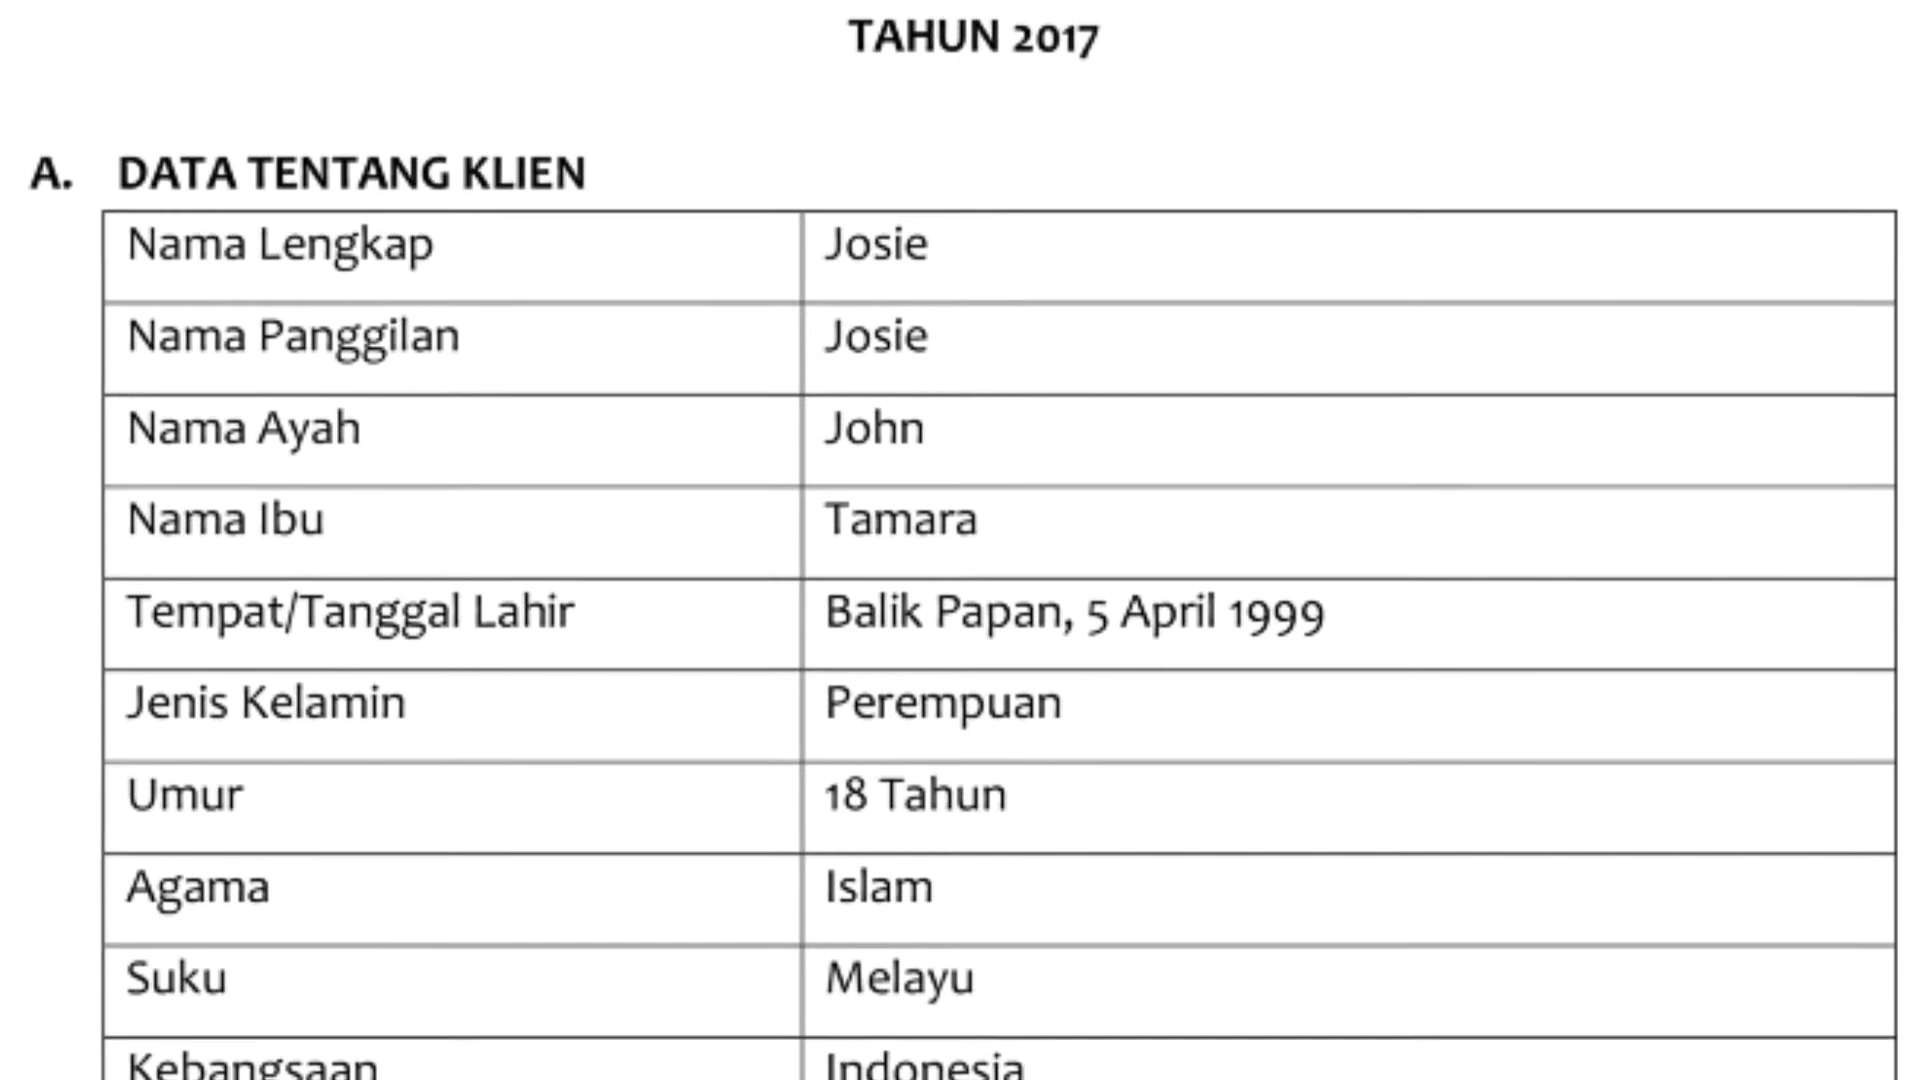 TAHUN 2017
A. DATA TENTANG KLIEN
Nama Lengkap Josie
Nama Panggilan Josie
Nama Ayah John
Nama Ibu Tamara
Tempat/Tanggal Lahir Balik Papan, 5 April 1999
Jenis Kelamin Perempuan
Umur 18 Tahun
Agama Islam
Suku Melayu
Kebangsaan Indonesia